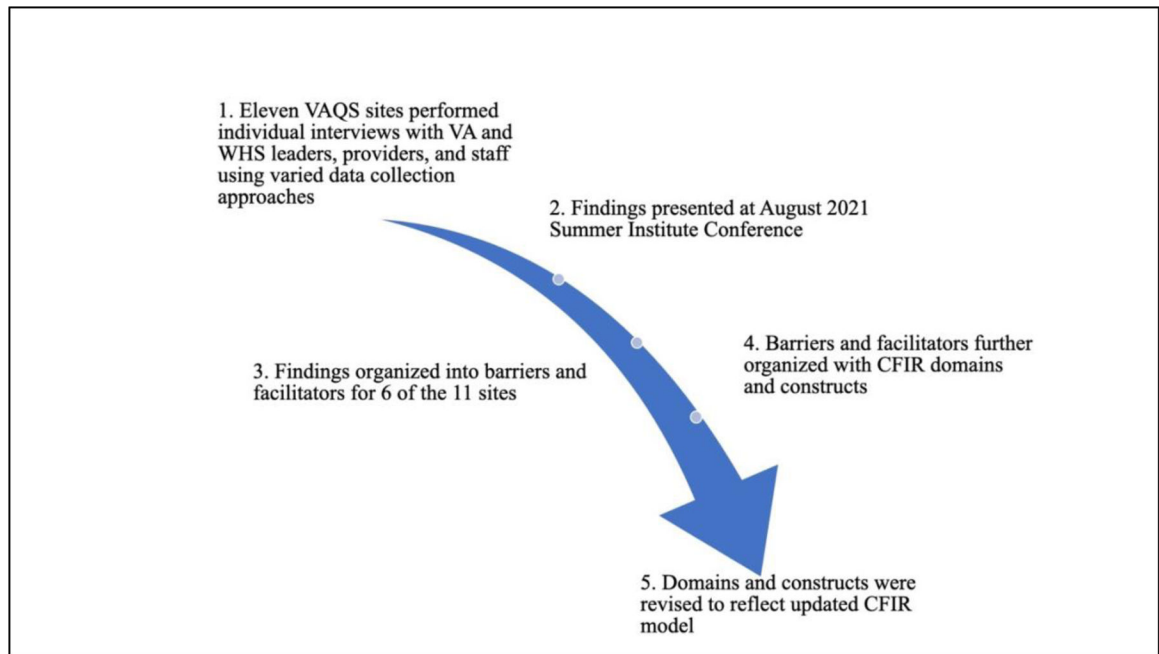 1. Eleven VAQS sites performed
individual interviews with VA and
WHS leaders, providers, and staff
using varied data collection
approaches
2. Findings presented at August 2021
Summer Institute Conference
3. Findings organized into barriers and
facilitators for 6 of the 11 sites
4. Barriers and facilitators further
organized with CFIR domains
and constructs
5. Domains and constructs were
revised to reflect updated CFIR
model